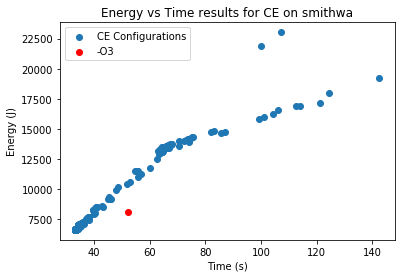 Energy vs Time results for CE on smithwa
CE Configurations
-O3
Energy (J)
22500
20000
17500
15000
12500
10000
7500
40 60 80 100 120 140
Time (s)